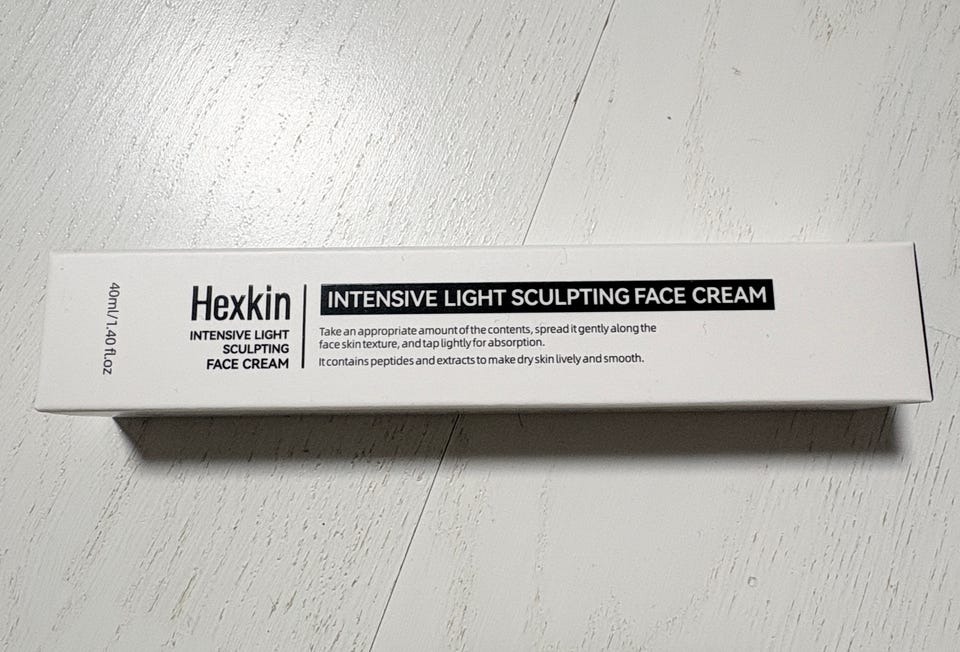 40ml/1.40 fl.oz
Hexkin
INTENSIVE LIGHT
SCULPTING
FACE CREAM
INTENSIVE LIGHT SCULPTING FACE CREAM
Take an appropriate amount of the contents, spread it gently along the
face skin texture, and tap lightly for absorption.
It contains peptides and extracts to make dry skin lively and smooth.